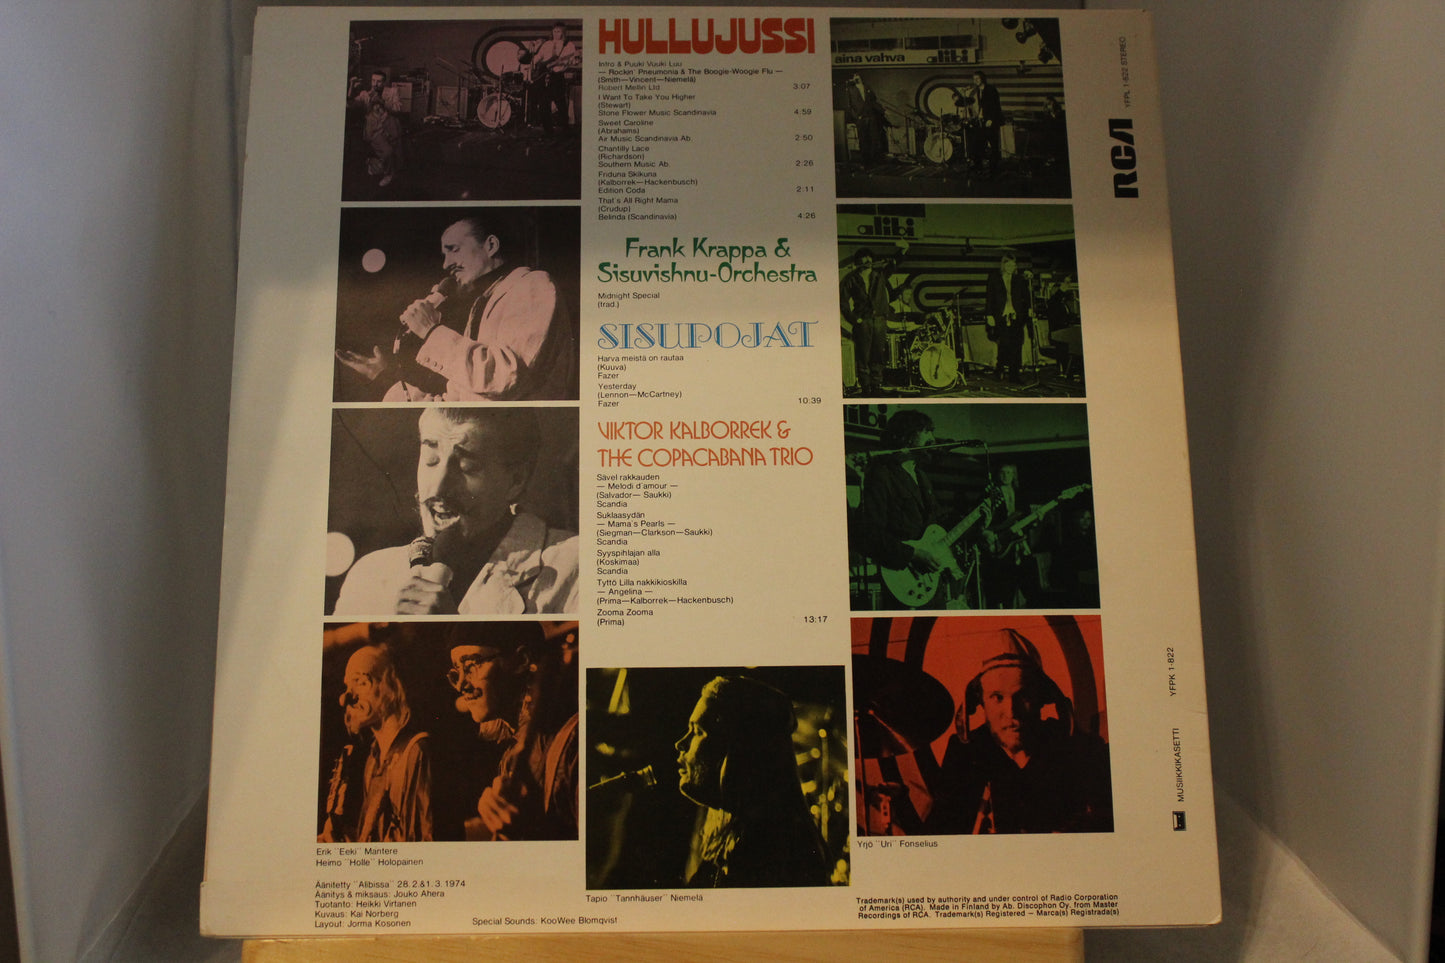 HULLUJUSSI
Intro & Puuki Vuuki Luu
— Rockin' Pneumonia & The Boogie-Woogie Flu —
(Smith—Vincent—Niemelä)
Robert Mellin Ltd 3:07
I Want To Take You Higher
(Stewart)
Stone Flower Music Scandinavia 4:59
Sweet Caroline
(Abrahams)
Air Music Scandinavia Ab. 2:50
Chantilly Lace
(Richardson)
Southern Music Ab. 2:26
Friduna Skikuna
(Kalborrek—Hackenbusch)
Edition Coda 2:11
That's All Right Mama
(Crudup)
Belinda (Scandinavia) 4:26
Frank Krappa &
Sisuvishnu-Orchestra
Midnight Special
(trad.)
SISUPOJAT
Harva meistä on rautaa
(Kuuva)
Fazer
Yesterday
(Lennon—McCartney)
Fazer 10:39
VIKTOR KALBORREK &
THE COPACABANA TRIO
Sävel rakkauden
— Melodi d'amour —
(Salvador— Saukki)
Scandia
Suklaasydän
— Mama's Pearls —
(Siegman—Clarkson—Saukki)
Scandia
Syyspihlajan alla
(Koskimaa)
Scandia
Tyttö Lilla nakkikioskilla
— Angelina —
(Prima—Kalborrek—Hackenbusch)
Zooma Zooma
(Prima) 13:17
aina vahva alibi
alibi
YFPL 1-822 STEREO
RCA
YFPK 1-822
MUSIIKKIKASETTI
Erik "Eeki" Mantere
Heimo "Holle" Holopainen
Tapio "Tannhäuser" Niemelä
Yrjö "Uri" Fonselius
Äänitetty "Alibissa" 28.2.&1.3.1974
Äänitys & miksaus: Jouko Ahera
Tuotanto: Heikki Virtanen
Kuvaus: Kai Norberg
Layout: Jorma Kosonen
Special Sounds: KooWee Blomqvist
Trademark(s) used by authority and under control of Radio Corporation
of America (RCA). Made in Finland by Ab. Discophon Oy, from Master
Recordings of RCA. Trademark(s) Registered — Marca(s) Registrada(s)